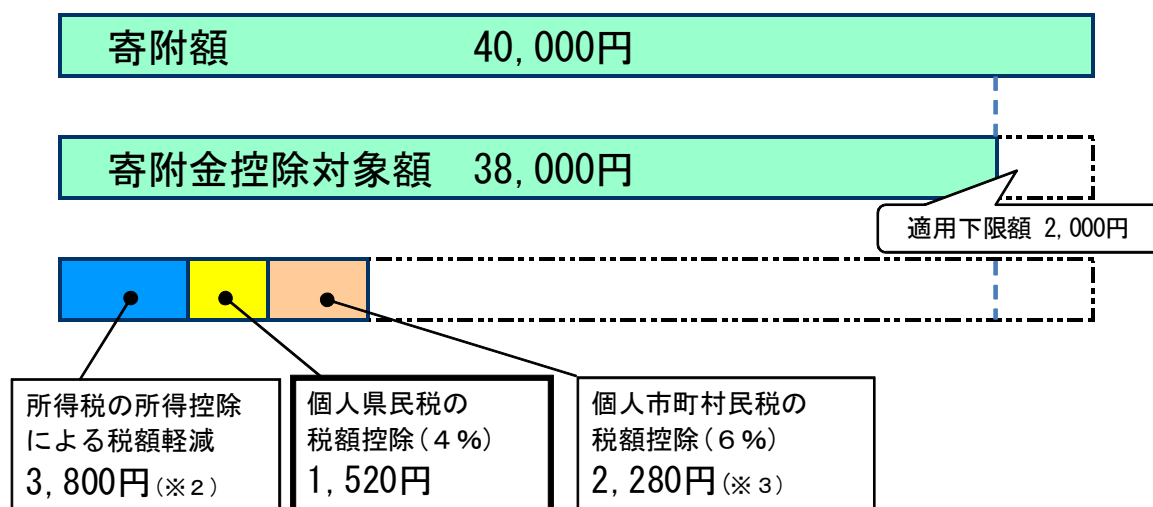 寄附額 40,000円
寄附金控除対象額 38,000円
適用下限額 2,000円
所得税の所得控除
による税額軽減
3,800円(※2)
個人県民税の
税額控除(4%)
1,520円
個人市町村民税の
税額控除(6%)
2,280円(※3)